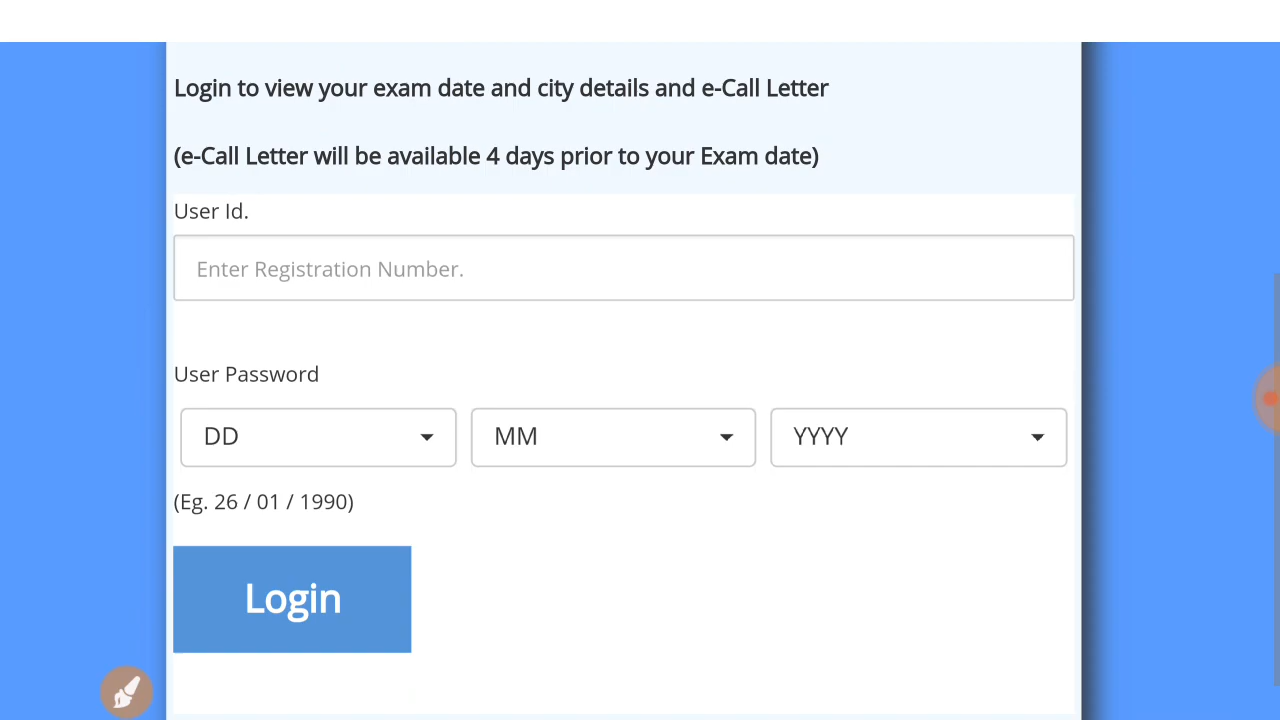 Login to view your exam date and city details and e-Call Letter
(e-Call Letter will be available 4 days prior to your Exam date)
User Id.
Enter Registration Number.
User Password
DD MM YYYY
(Eg. 26 / 01 / 1990)
Login